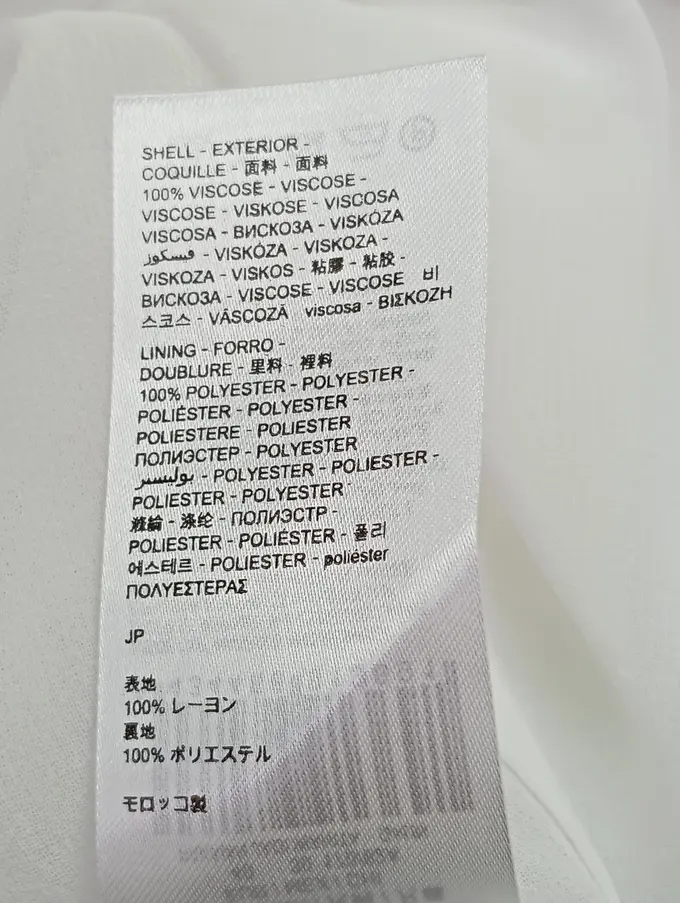 SHELL - EXTERIOR -
COQUILLE - 面料 - 面料
100% VISCOSE - VISCOSE -
VISCOSE - VISKOSE - VISCOSA
VISCOSA - ВИСКОЗА - VISKÓZA
فيسكوز - VISKÓZA - VISKOZA -
VISKOZA - VISKOS - 粘膠 - 粘胶 -
ВИСКОЗА - VISCOSE - VISCOSE 비
스코스 - VÂSCOZĂ viscosa - ΒΙΣΚΟΖΗ
LINING - FORRO -
DOUBLURE - 里料 - 裡料
100% POLYESTER - POLYESTER -
POLIÉSTER - POLYESTER -
POLIESTERE - POLIESTER
ПОЛИЭСТЕР - POLYESTER
بوليستر - POLYESTER - POLIESTER -
POLIESTER - POLYESTER
滌綸 - 涤纶 - ПОЛИЭСТР -
POLIESTER - POLIESTER - 폴리
에스테르 - POLIESTER - poliéster
ΠΟΛΥΕΣΤΕΡΑΣ
JP
表地
100% レーヨン
裏地
100% ポリエステル
モロッコ製